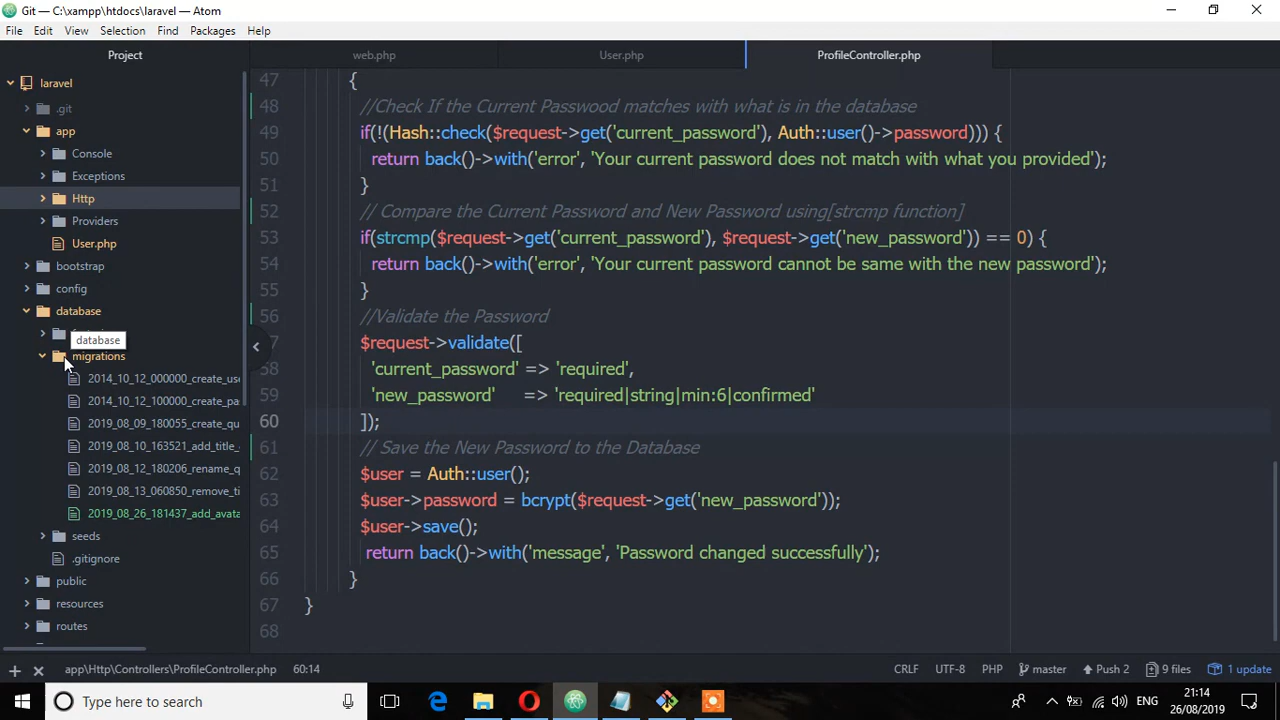 Git — C:\xampp\htdocs\laravel — Atom
File Edit View Selection Find Packages Help
Project
web.php User.php ProfileController.php
laravel
.git
app
Console
Exceptions
Http
Providers
User.php
bootstrap
config
database
database
migrations
2014_10_12_000000_create_use
2014_10_12_100000_create_pa
2019_08_09_180055_create_qu
2019_08_10_163521_add_title_
2019_08_12_180206_rename_q
2019_08_13_060850_remove_ti
2019_08_26_181437_add_avata
seeds
.gitignore
public
resources
routes
47 {
48 //Check If the Current Passwood matches with what is in the database
49 if(!(Hash::check($request->get('current_password'), Auth::user()->password))) {
50 return back()->with('error', 'Your current password does not match with what you provided');
51 }
52 // Compare the Current Password and New Password using[strcmp function]
53 if(strcmp($request->get('current_password'), $request->get('new_password')) == 0) {
54 return back()->with('error', 'Your current password cannot be same with the new password');
55 }
56 //Validate the Password
7 $request->validate([
58 'current_password' => 'required',
59 'new_password' => 'required|string|min:6|confirmed'
60 ]);
61 // Save the New Password to the Database
62 $user = Auth::user();
63 $user->password = bcrypt($request->get('new_password'));
64 $user->save();
65 return back()->with('message', 'Password changed successfully');
66 }
67 }
68
app\Http\Controllers\ProfileController.php 60:14 CRLF UTF-8 PHP master Push 2 9 files 1 update
Type here to search
ENG
21:14
26/08/2019